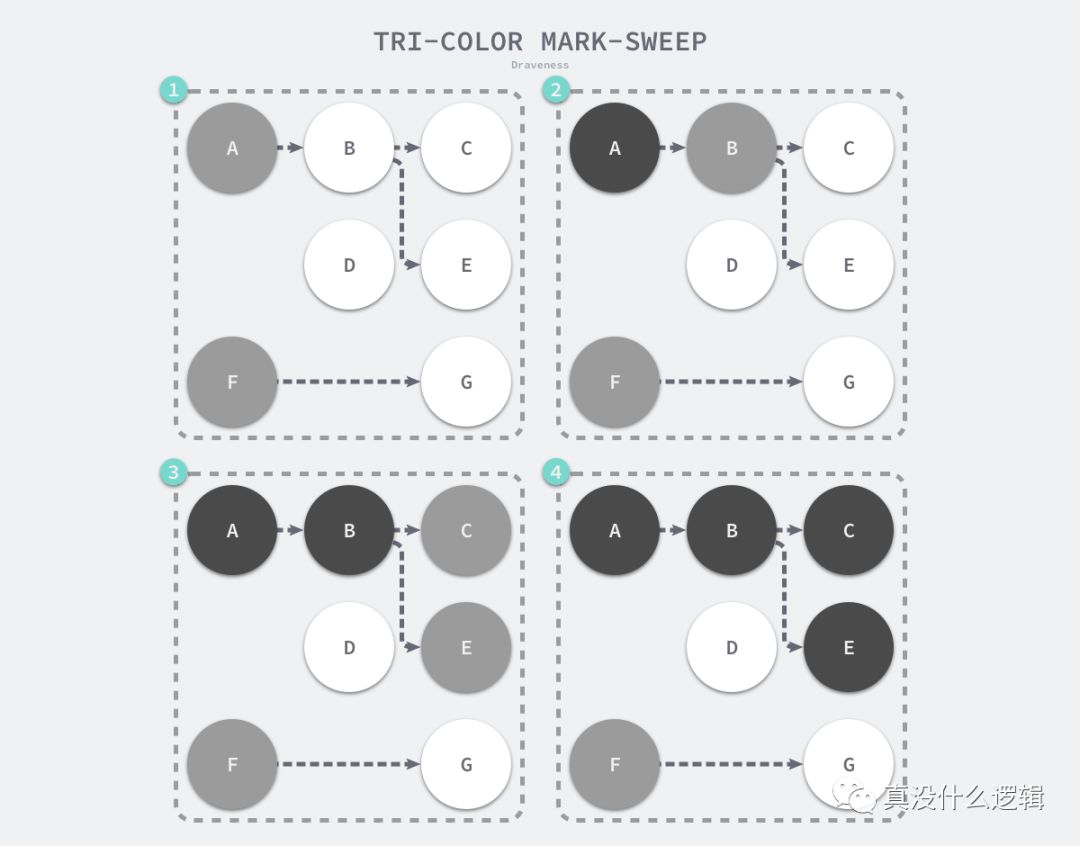 TRI-COLOR MARK-SWEEP
Draveness
1
A B C
D E
F G
2
A B C
D E
F G
3
A B C
D E
F G
4
A B C
D E
F G
真没什么逻辑